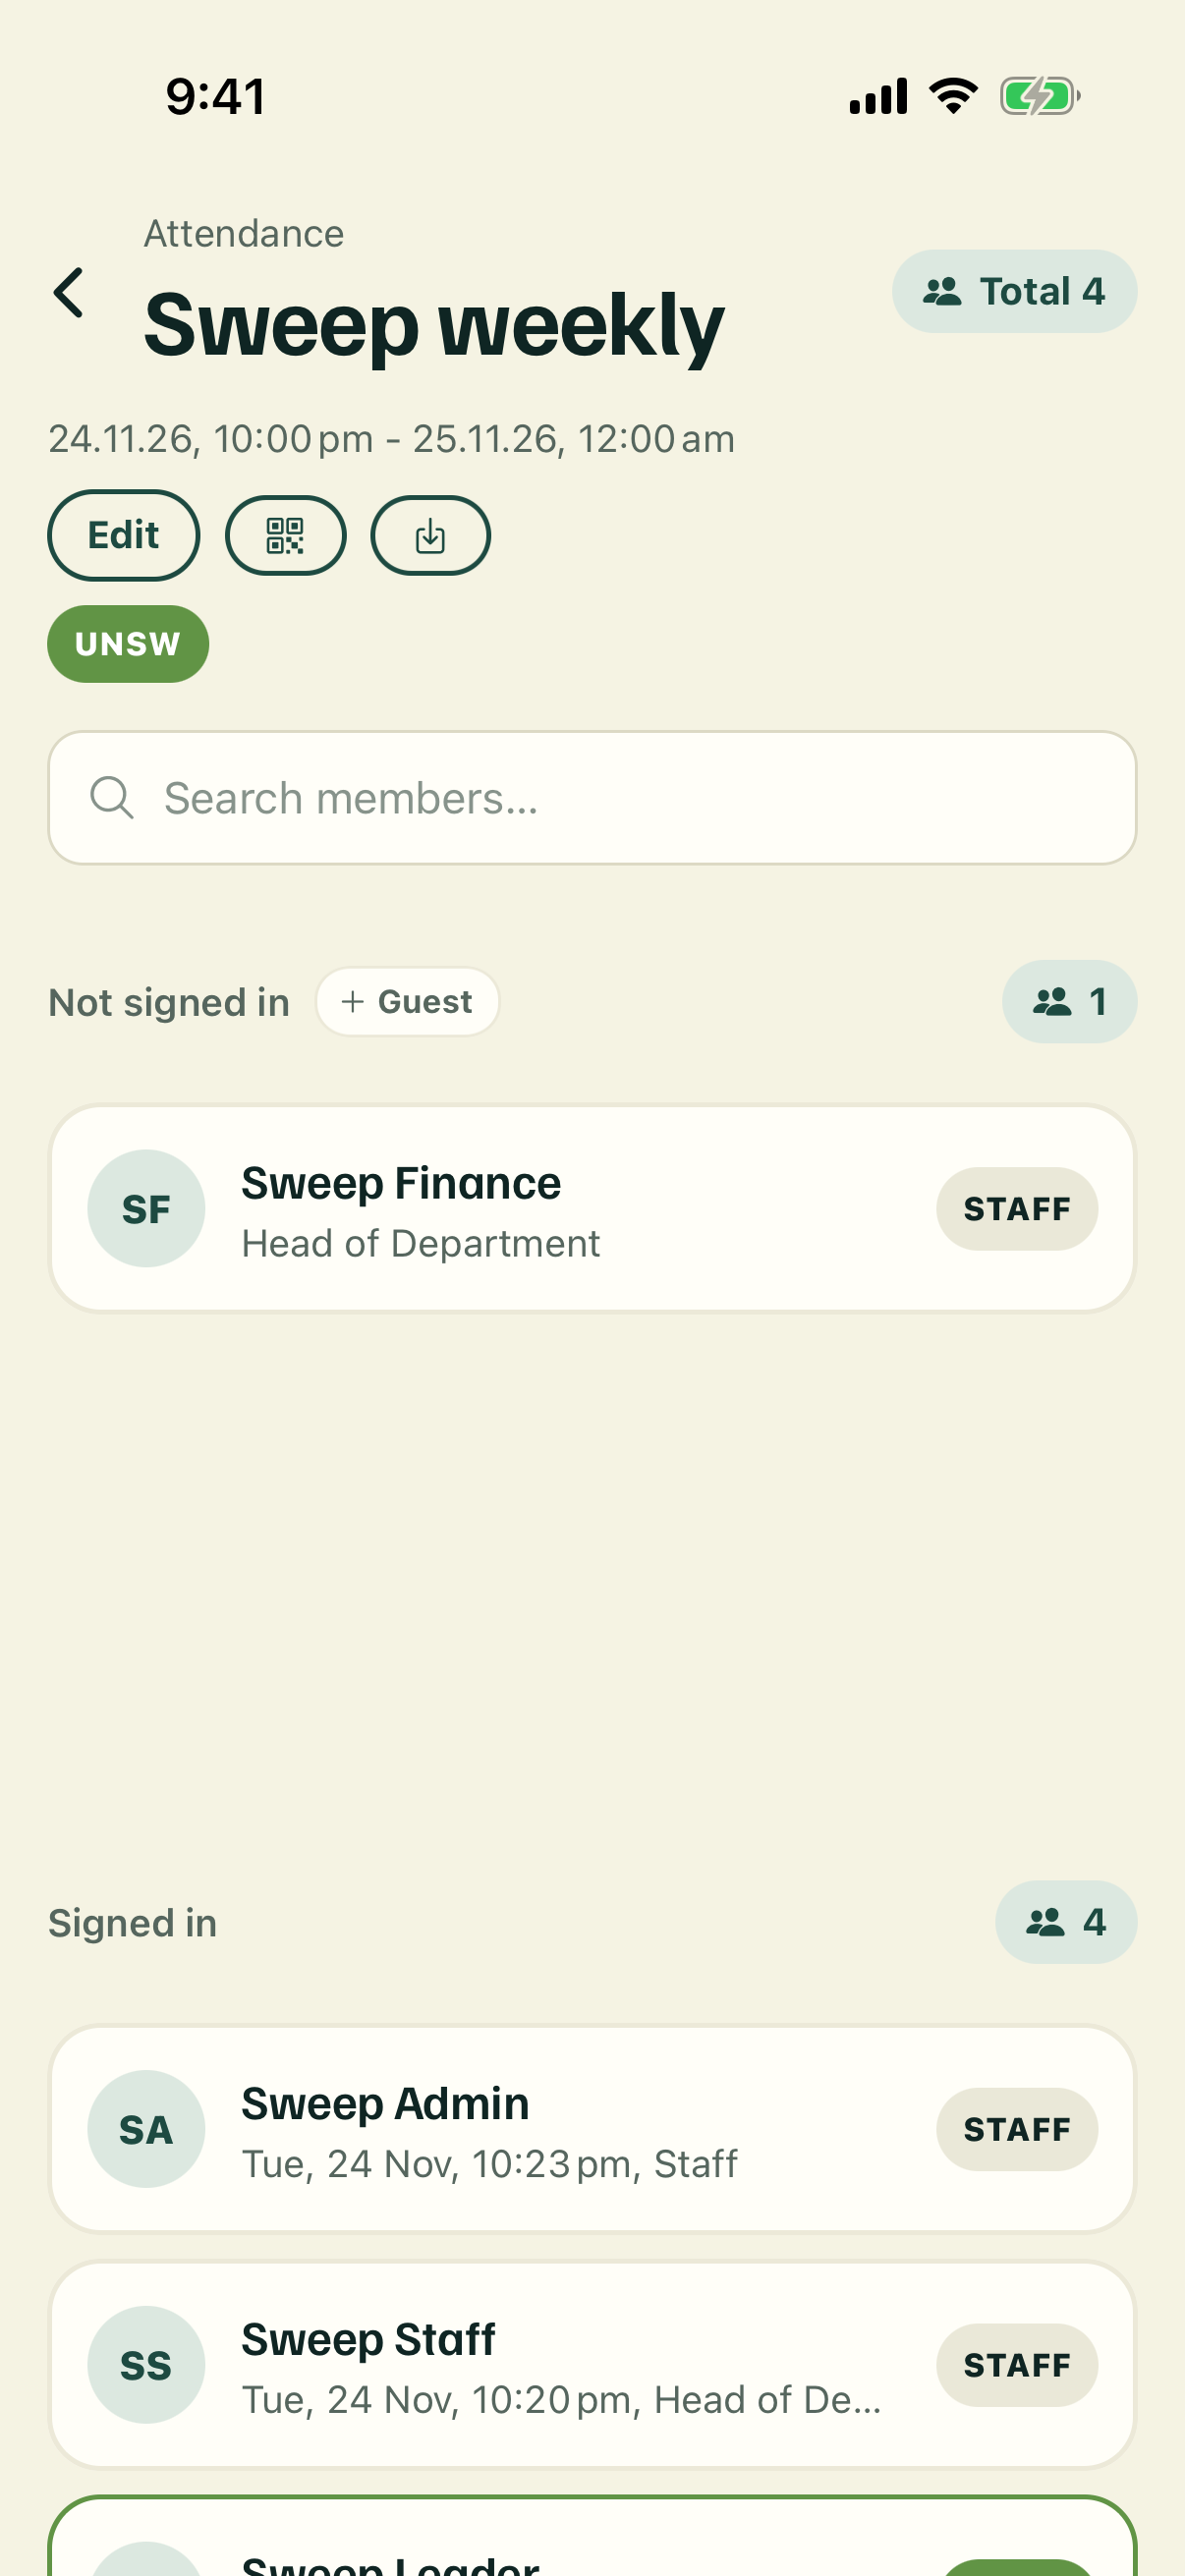 9:41
Attendance
Sweep weekly
Total 4
24.11.26, 10:00 pm - 25.11.26, 12:00 am
Edit
UNSW
Search members...
Not signed in
+ Guest
1
SF
Sweep Finance
Head of Department
STAFF
Signed in
4
SA
Sweep Admin
Tue, 24 Nov, 10:23 pm, Staff
STAFF
SS
Sweep Staff
Tue, 24 Nov, 10:20 pm, Head of De...
STAFF
Sweep Leader